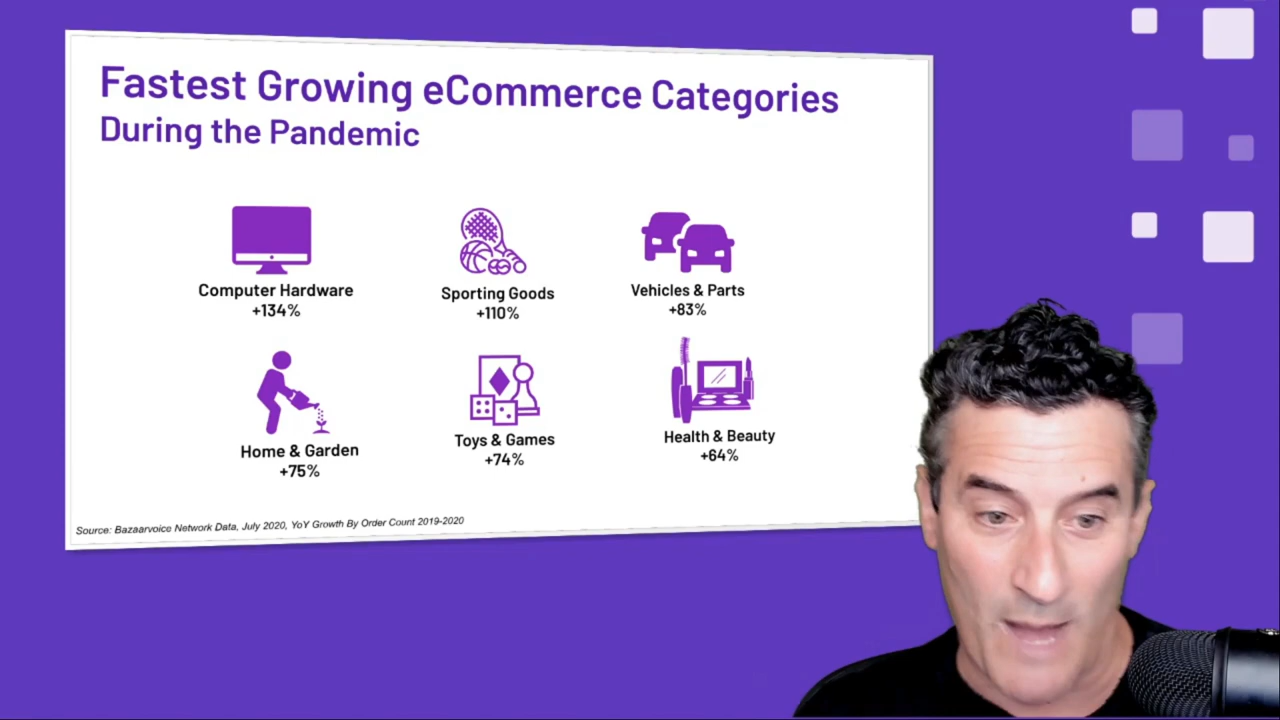 Fastest Growing eCommerce Categories
During the Pandemic
Computer Hardware
+134%
Sporting Goods
+110%
Vehicles & Parts
+83%
Home & Garden
+75%
Toys & Games
+74%
Health & Beauty
+64%
Source: Bazaarvoice Network Data, July 2020, YoY Growth By Order Count 2019-2020